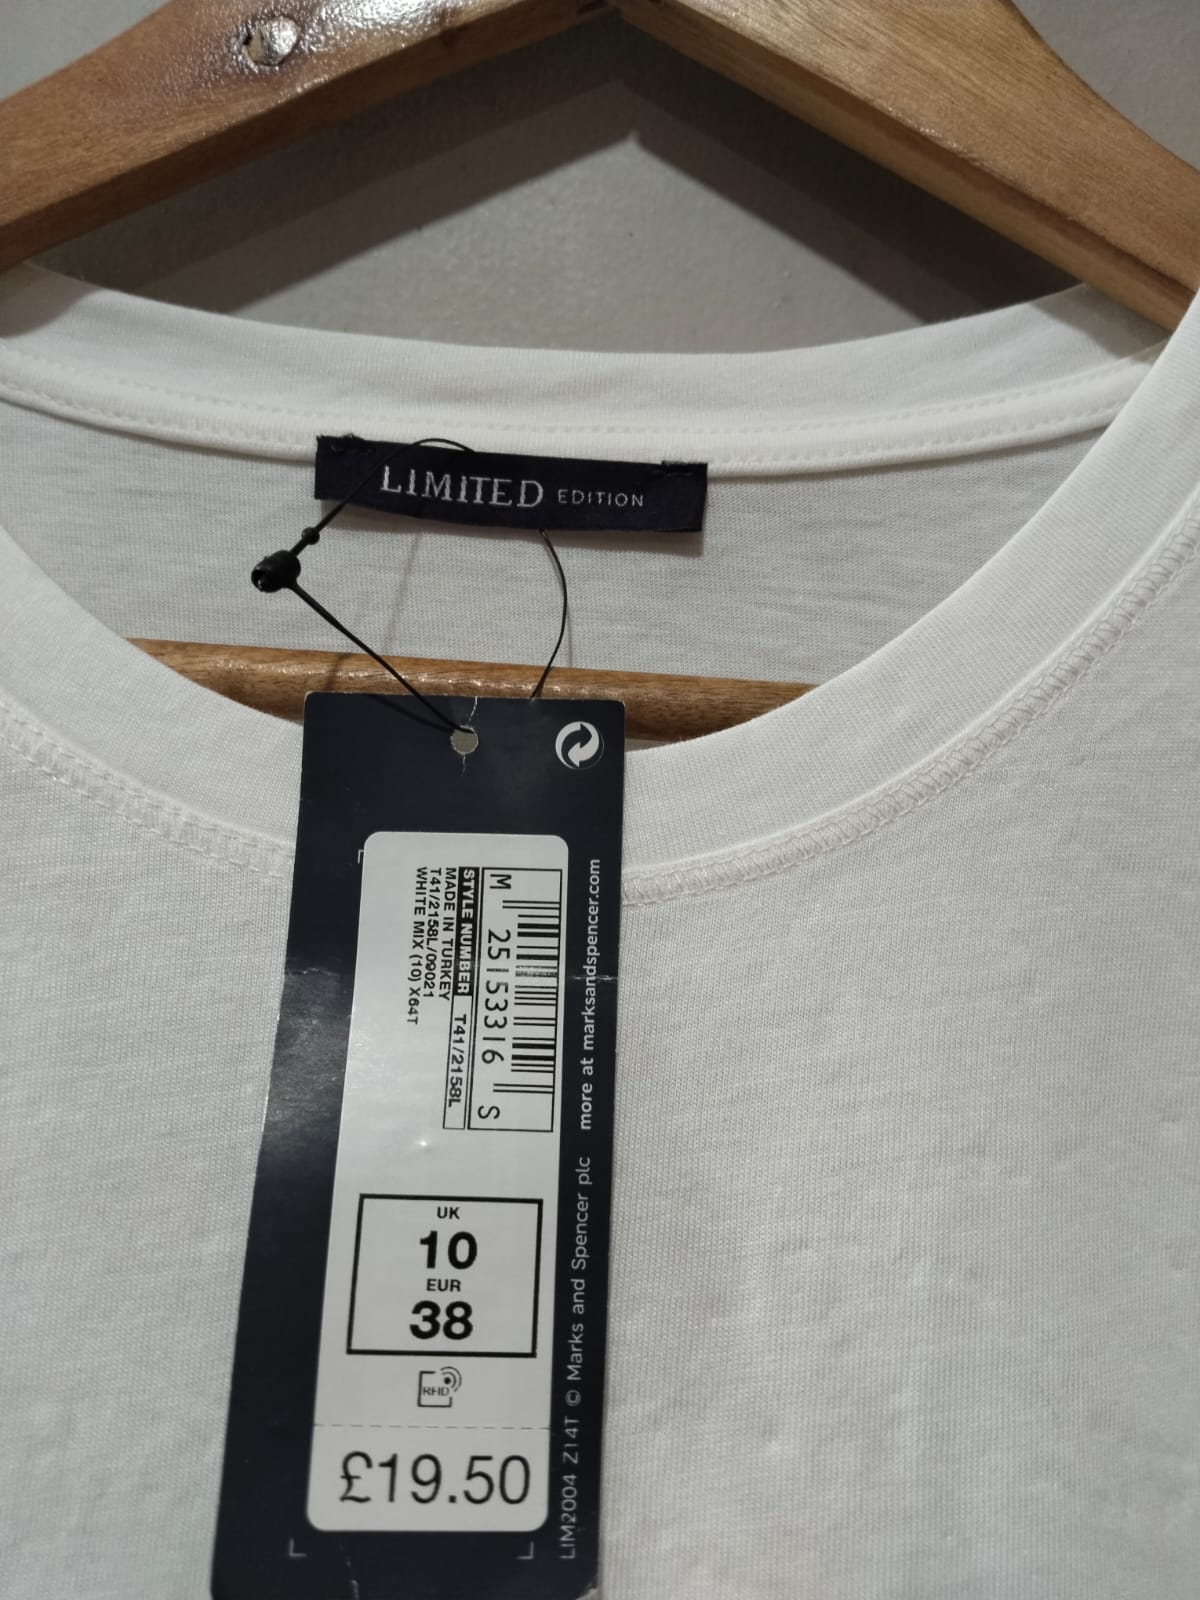 LIMITED EDITION
M 25153316 S
STYLE NUMBER T41/2158L
MADE IN TURKEY
T41/2158L/09021
WHITE MIX (10) X64T
UK
10
EUR
38
RHD
£19.50
LIM2004 Z14T © Marks and Spencer plc more at marksandspencer.com